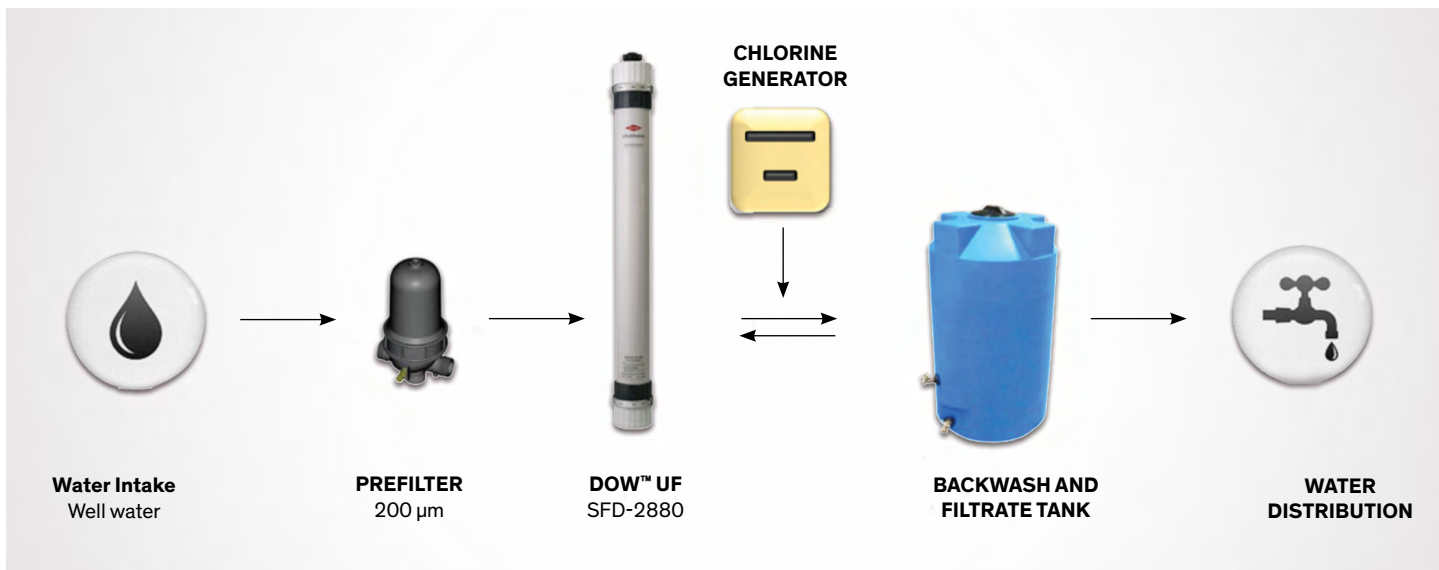 CHLORINE
GENERATOR
Water Intake
Well water
PREFILTER
200 µm
DOW™ UF
SFD-2880
BACKWASH AND
FILTRATE TANK
WATER
DISTRIBUTION